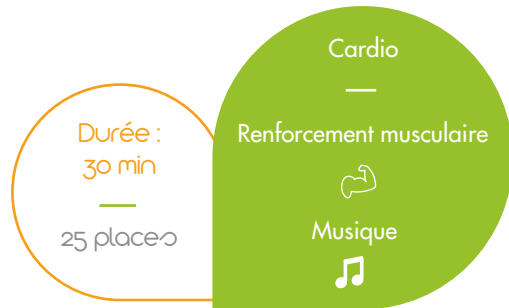 Durée :
30 min
25 places
Cardio
Renforcement musculaire
Musique